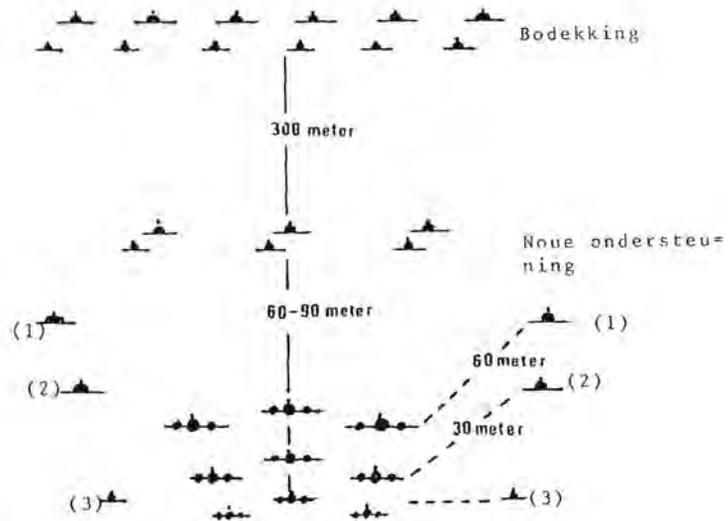 Bodekking
300 meter
Noue ondersteu=
ning
60-90 meter
(1)
(1)
60 meter
(2)
(2)
30 meter
(3)
(3)